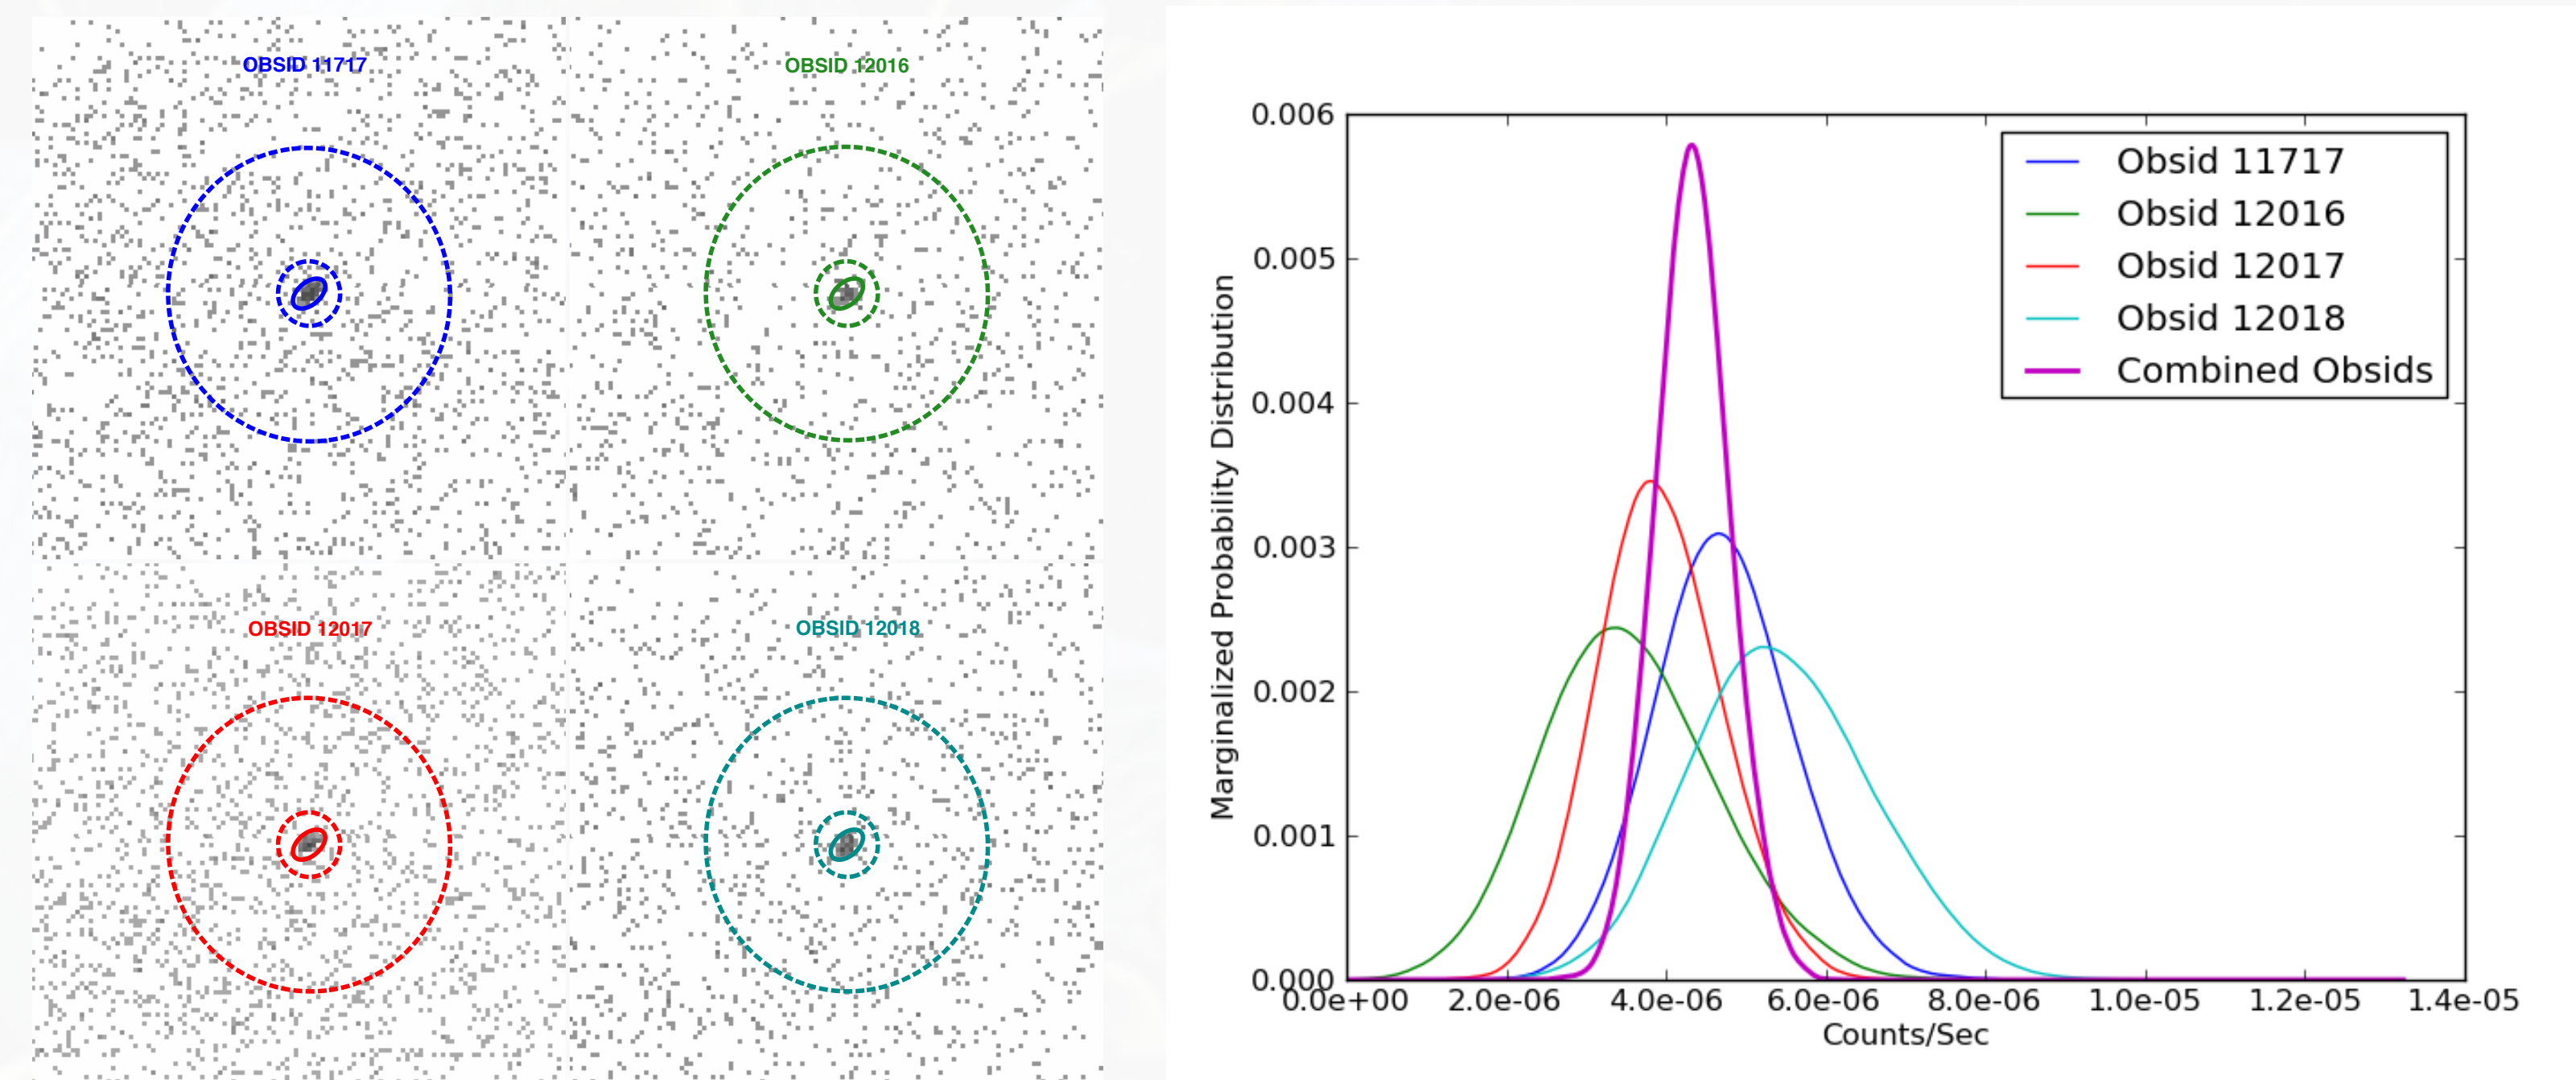 OBSID 11717
OBSID 12016
OBSID 12017
OBSID 12018
0.006
0.005
0.004
0.003
0.002
0.001
0.000
Marginalized Probability Distribution
Obsid 11717
Obsid 12016
Obsid 12017
Obsid 12018
Combined Obsids
0.0e+00 2.0e-06 4.0e-06 6.0e-06 8.0e-06 1.0e-05 1.2e-05 1.4e-05
Counts/Sec